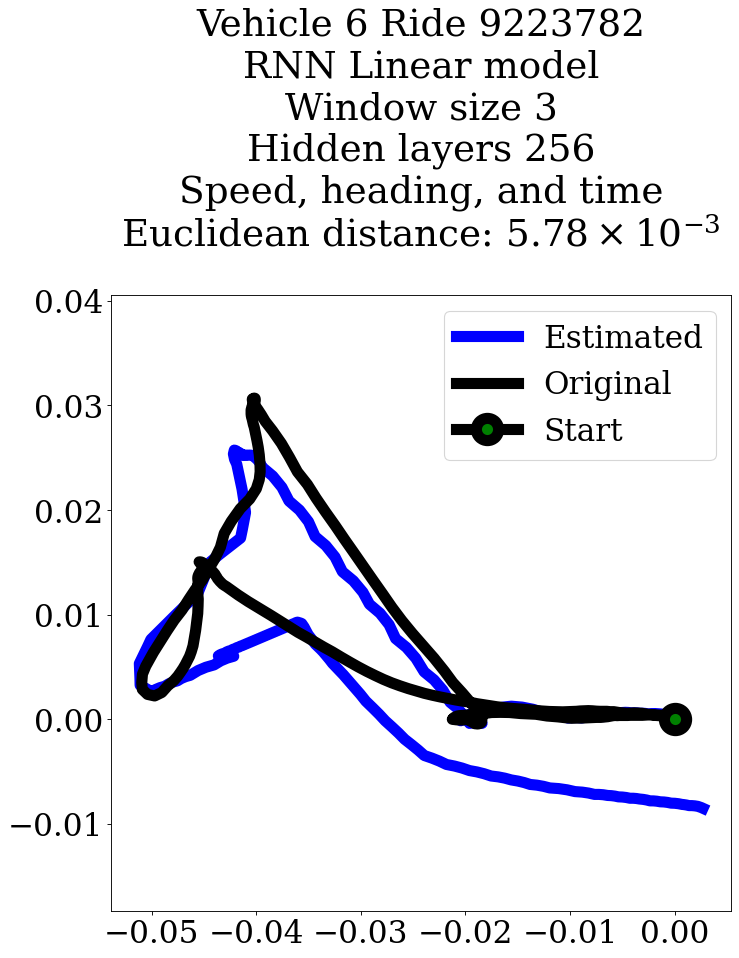 Vehicle 6 Ride 9223782
RNN Linear model
Window size 3
Hidden layers 256
Speed, heading, and time
Euclidean distance: 5.78 × 10⁻³
0.04
Estimated
Original
Start
0.03
0.02
0.01
0.00
−0.01
−0.05 −0.04 −0.03 −0.02 −0.01 0.00